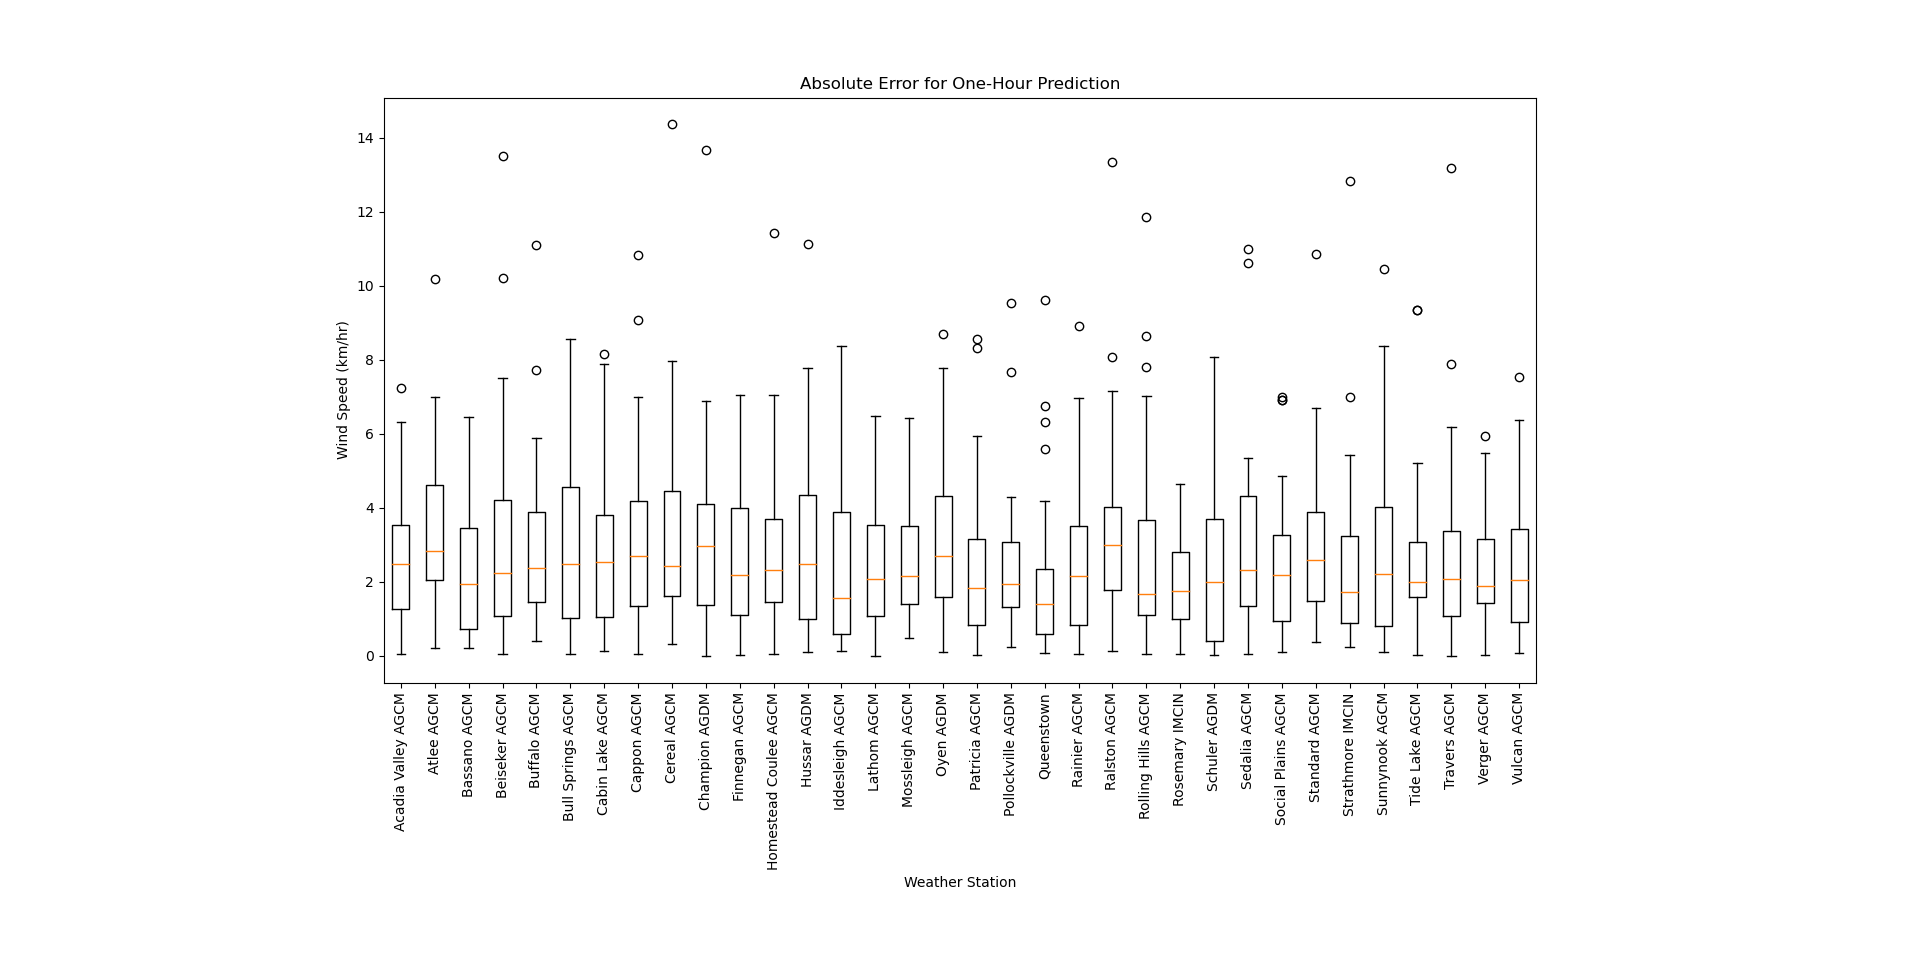 Absolute Error for One-Hour Prediction
Wind Speed (km/hr)
14
12
10
8
6
4
2
0
Acadia Valley AGCM
Atlee AGCM
Bassano AGCM
Beiseker AGCM
Buffalo AGCM
Bull Springs AGCM
Cabin Lake AGCM
Cappon AGCM
Cereal AGCM
Champion AGDM
Finnegan AGCM
Homestead Coulee AGCM
Hussar AGDM
Iddesleigh AGCM
Lathom AGCM
Mossleigh AGCM
Oyen AGDM
Patricia AGCM
Pollockville AGDM
Queenstown
Rainier AGCM
Ralston AGCM
Rolling Hills AGCM
Rosemary IMCIN
Schuler AGDM
Sedalia AGCM
Social Plains AGCM
Standard AGCM
Strathmore IMCIN
Sunnynook AGCM
Tide Lake AGCM
Travers AGCM
Verger AGCM
Vulcan AGCM
Weather Station